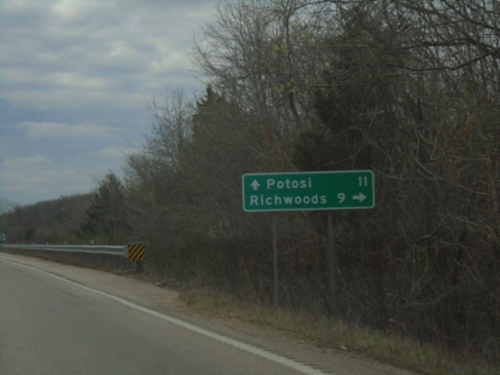 ↑ Potosi 11
Richwoods 9 →